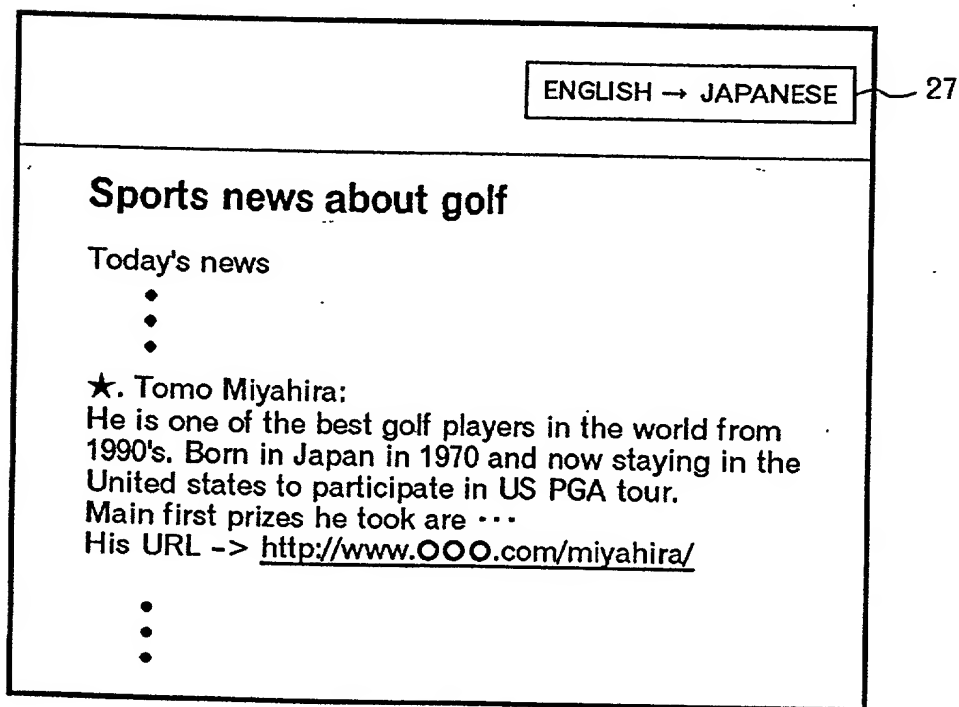 ENGLISH → JAPANESE
27
Sports news about golf
Today's news
•
•
•
★. Tomo Miyahira:
He is one of the best golf players in the world from
1990's. Born in Japan in 1970 and now staying in the
United states to participate in US PGA tour.
Main first prizes he took are ･･･
His URL -> http://www.OOO.com/miyahira/
•
•
•